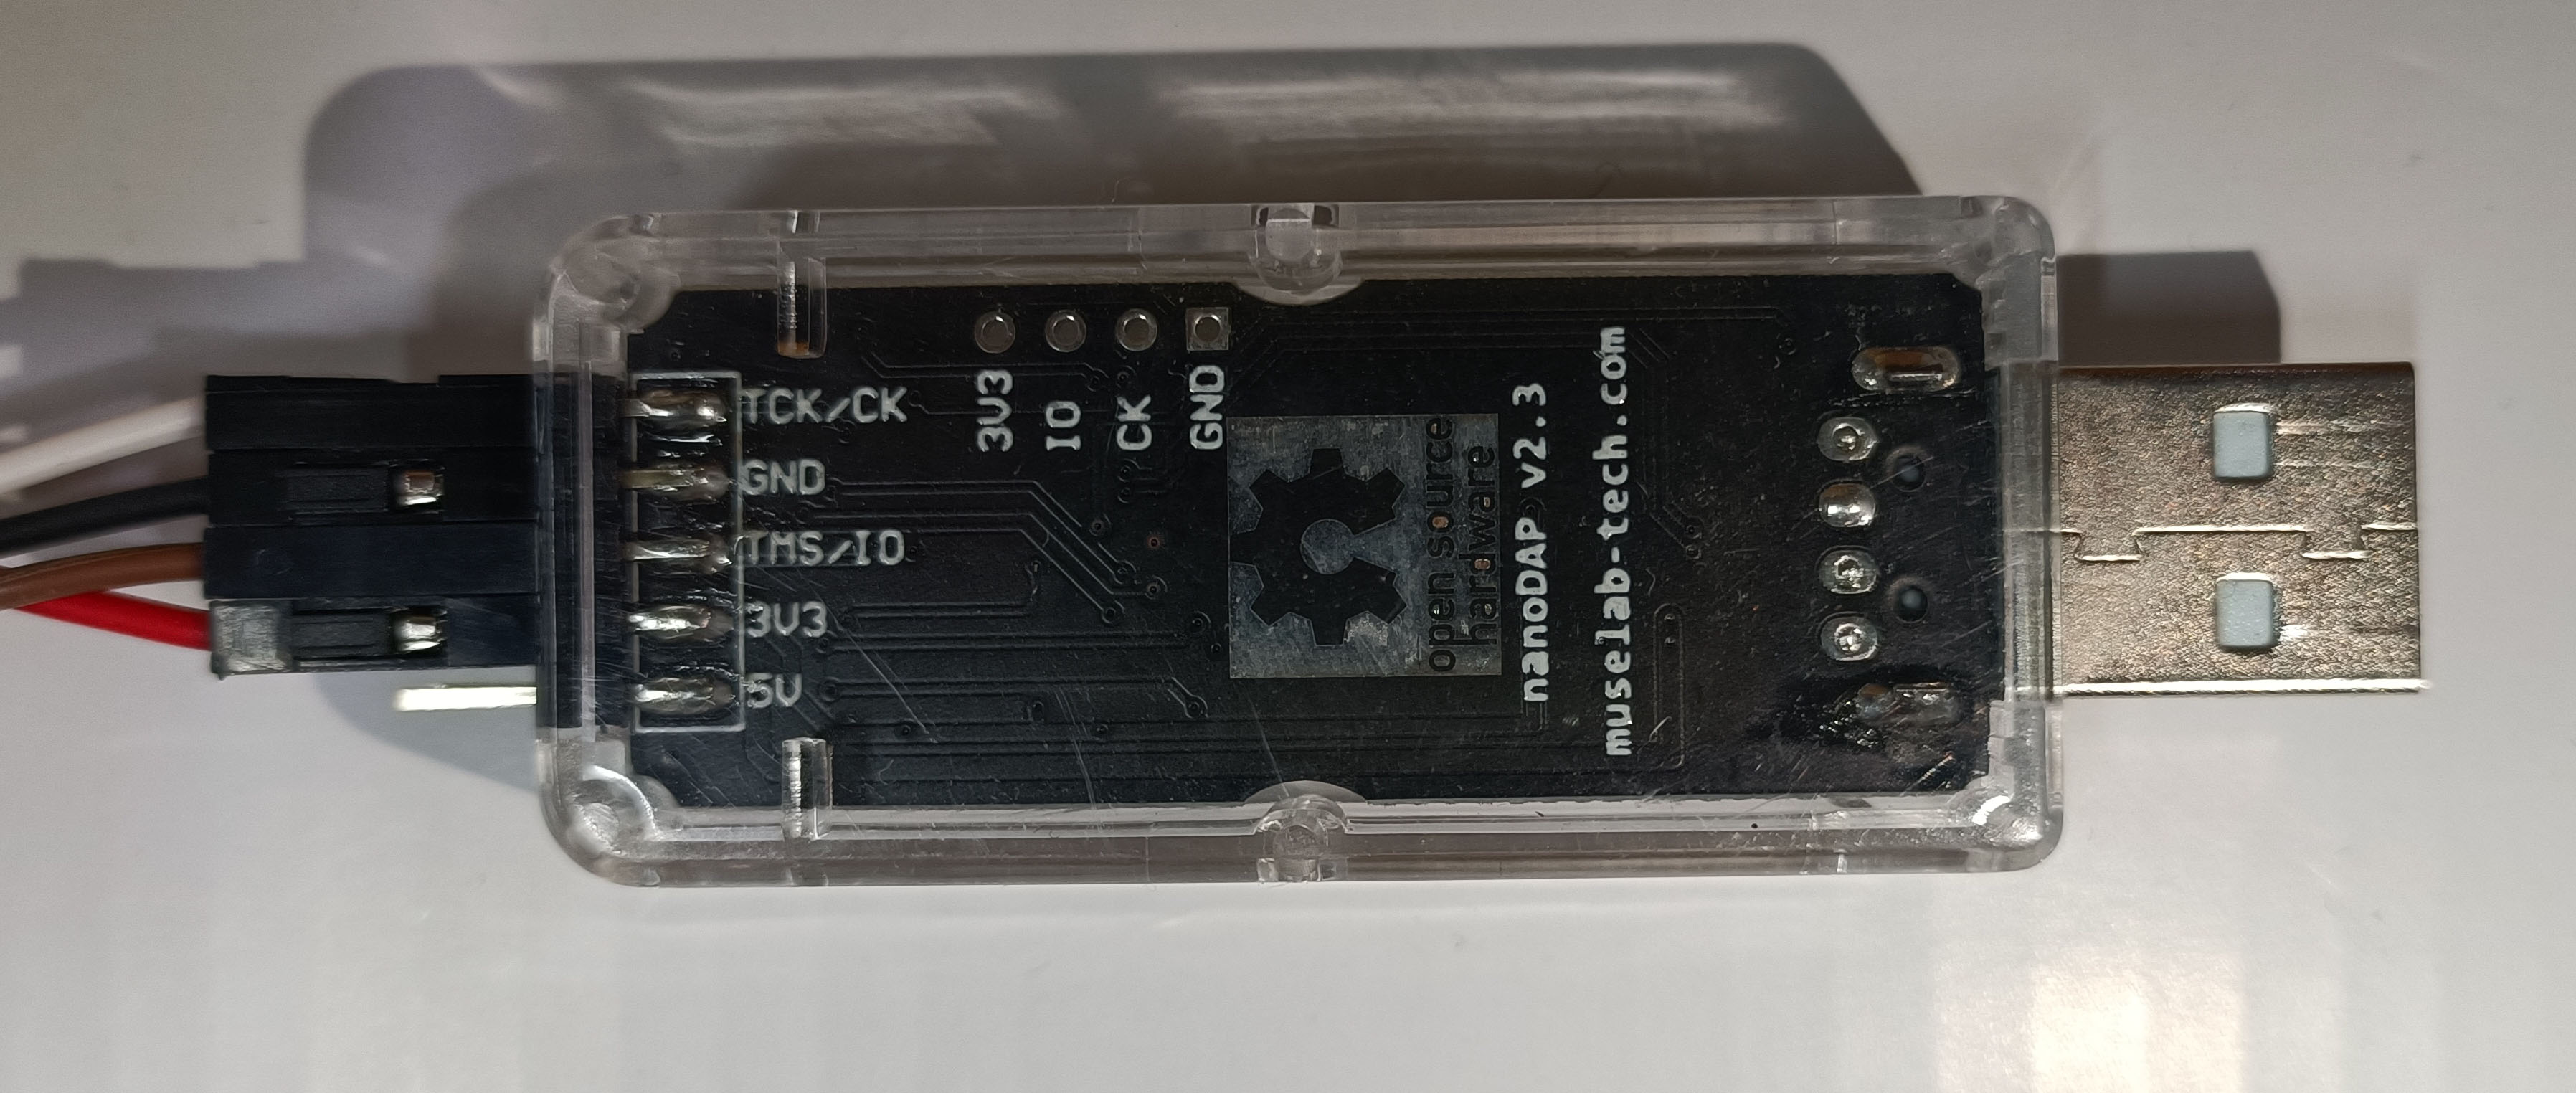 TCK/CK
GND
TMS/IO
3V3
5V
3V3
IO
CK
GND
open source
hardware
nanoDAP v2.3
muselab-tech.com